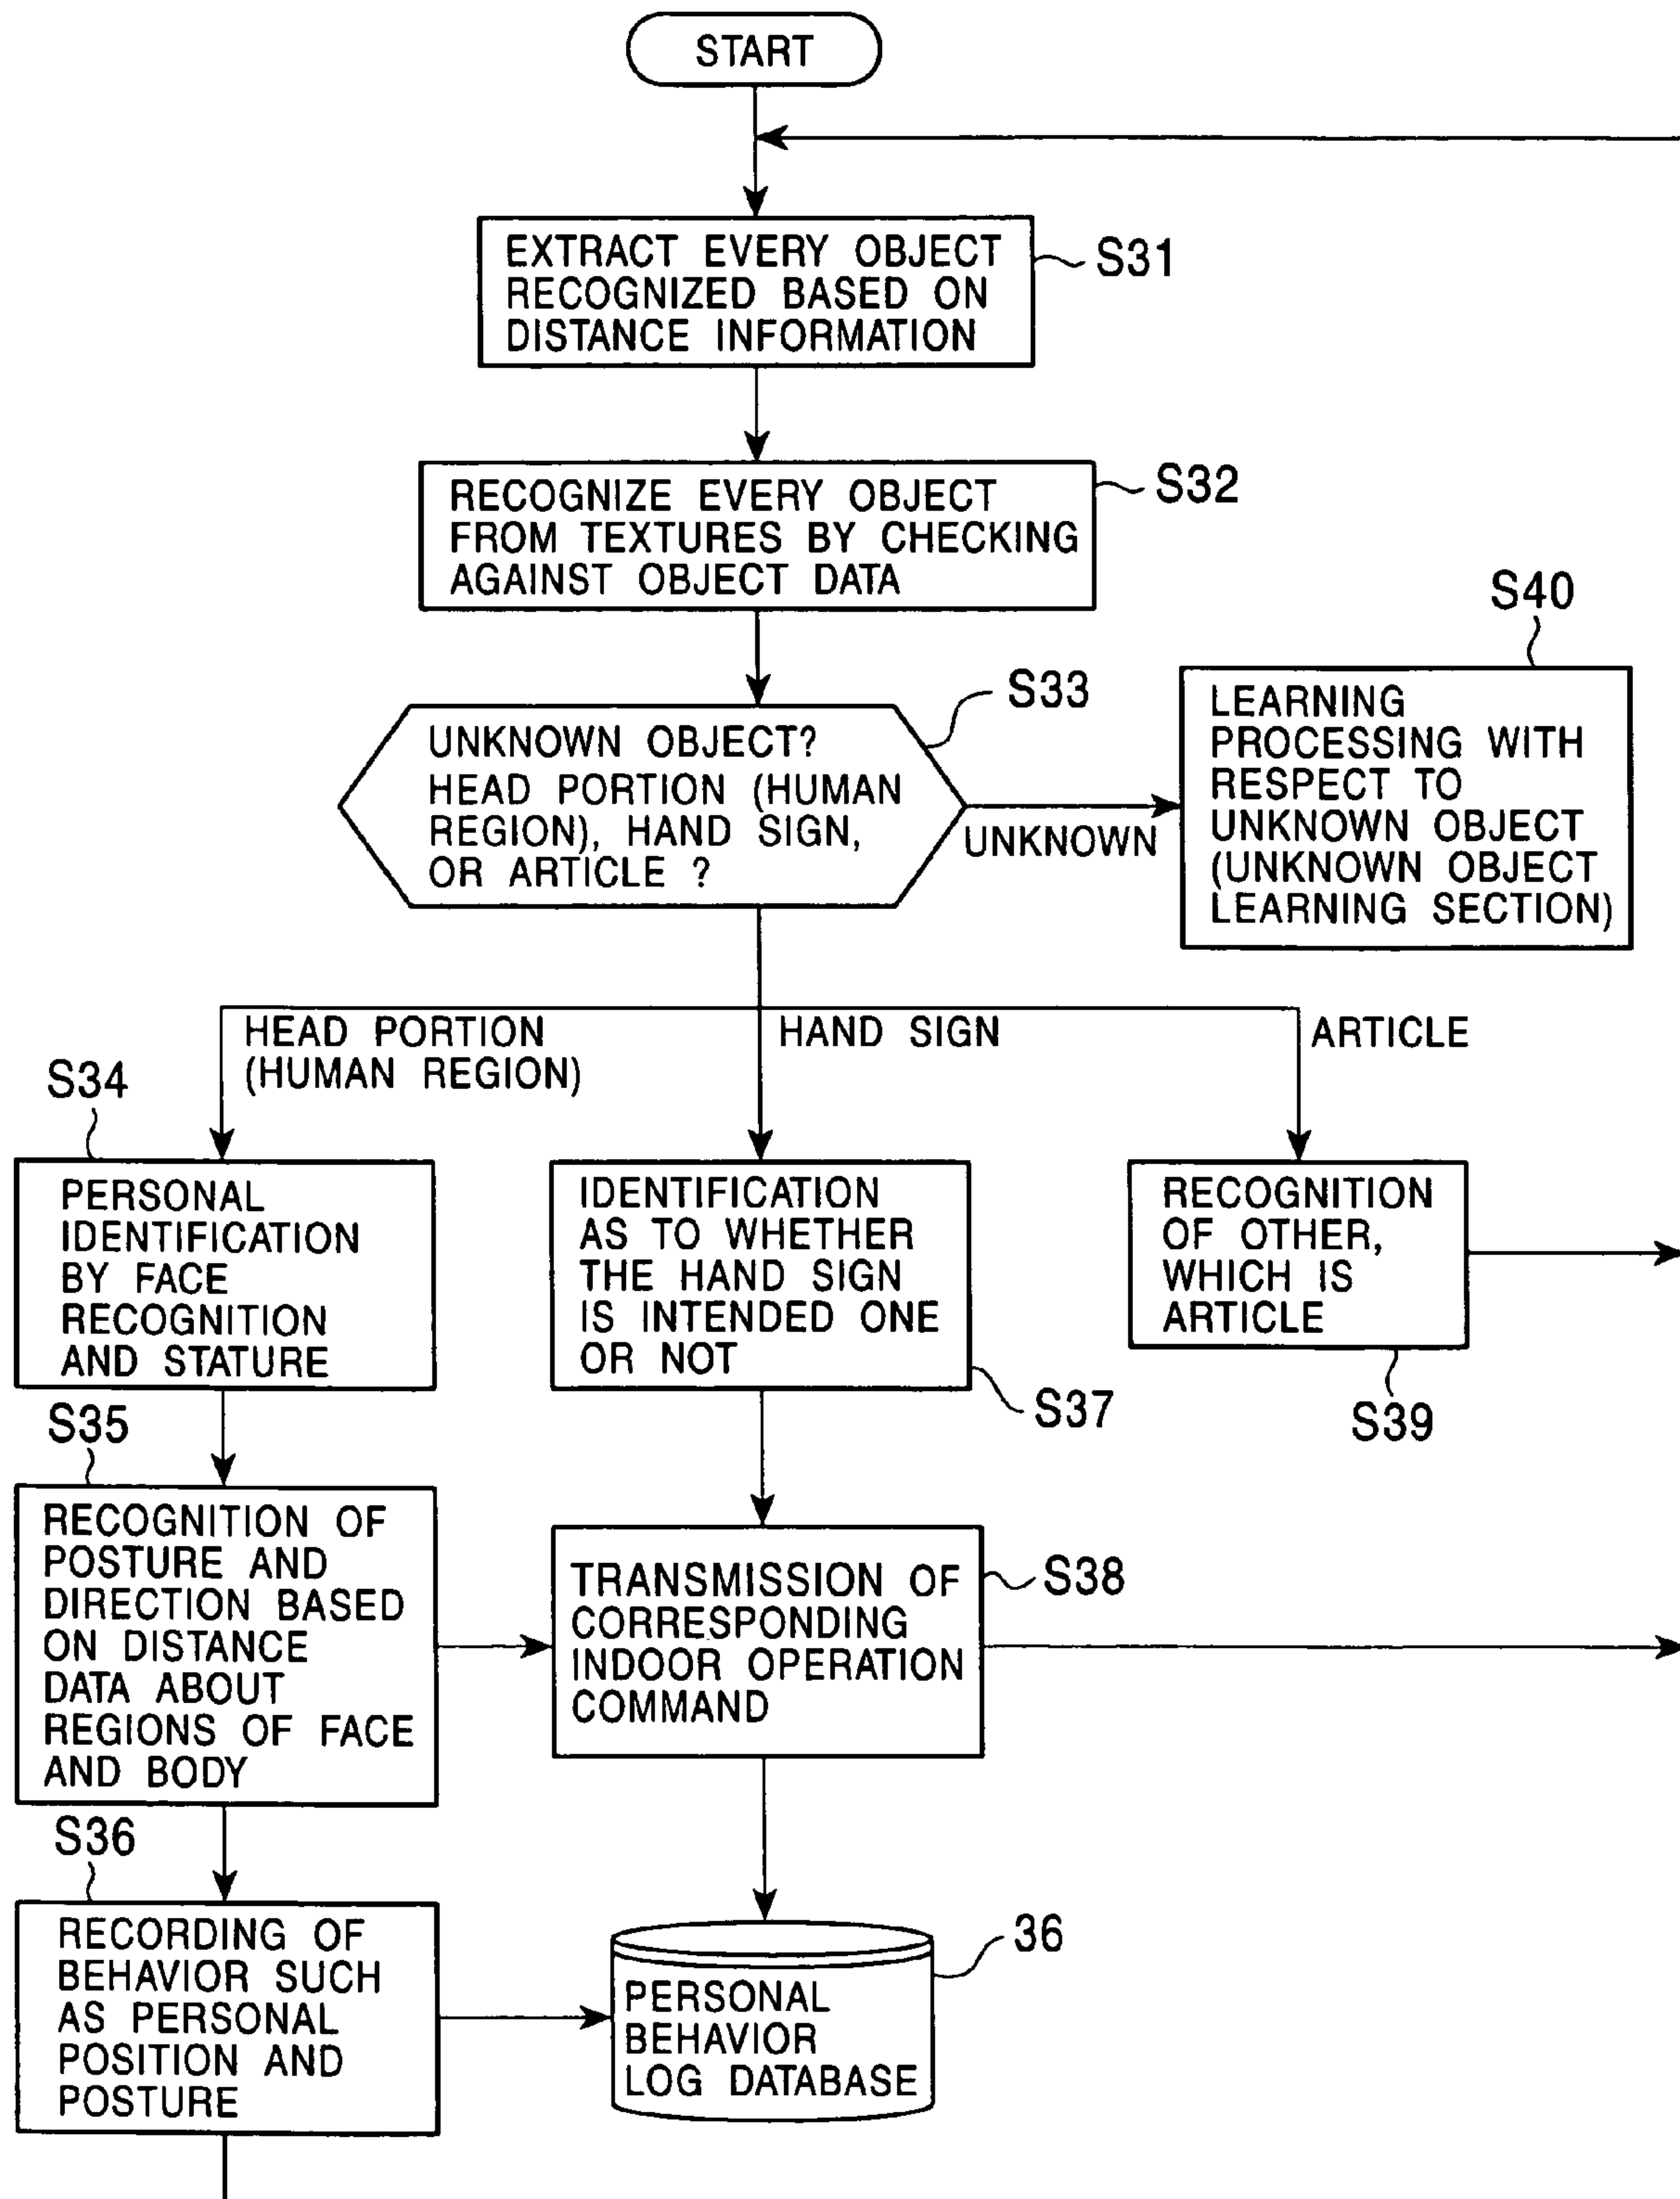 START
EXTRACT EVERY OBJECT
RECOGNIZED BASED ON
DISTANCE INFORMATION
S31
RECOGNIZE EVERY OBJECT
FROM TEXTURES BY CHECKING
AGAINST OBJECT DATA
S32
UNKNOWN OBJECT?
HEAD PORTION (HUMAN
REGION), HAND SIGN,
OR ARTICLE ?
S33
UNKNOWN
S40
LEARNING
PROCESSING WITH
RESPECT TO
UNKNOWN OBJECT
(UNKNOWN OBJECT
LEARNING SECTION)
HEAD PORTION
(HUMAN REGION)
HAND SIGN
ARTICLE
S34
PERSONAL
IDENTIFICATION
BY FACE
RECOGNITION
AND STATURE
IDENTIFICATION
AS TO WHETHER
THE HAND SIGN
IS INTENDED ONE
OR NOT
S37
RECOGNITION
OF OTHER,
WHICH IS
ARTICLE
S39
S35
RECOGNITION OF
POSTURE AND
DIRECTION BASED
ON DISTANCE
DATA ABOUT
REGIONS OF FACE
AND BODY
TRANSMISSION OF
CORRESPONDING
INDOOR OPERATION
COMMAND
S38
S36
RECORDING OF
BEHAVIOR SUCH
AS PERSONAL
POSITION AND
POSTURE
PERSONAL
BEHAVIOR
LOG DATABASE
36